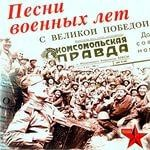 Песни
военных лет
С ВЕЛИКОЙ ПОБЕДОЙ
КОМСОМОЛЬСКАЯ
ПРАВДА